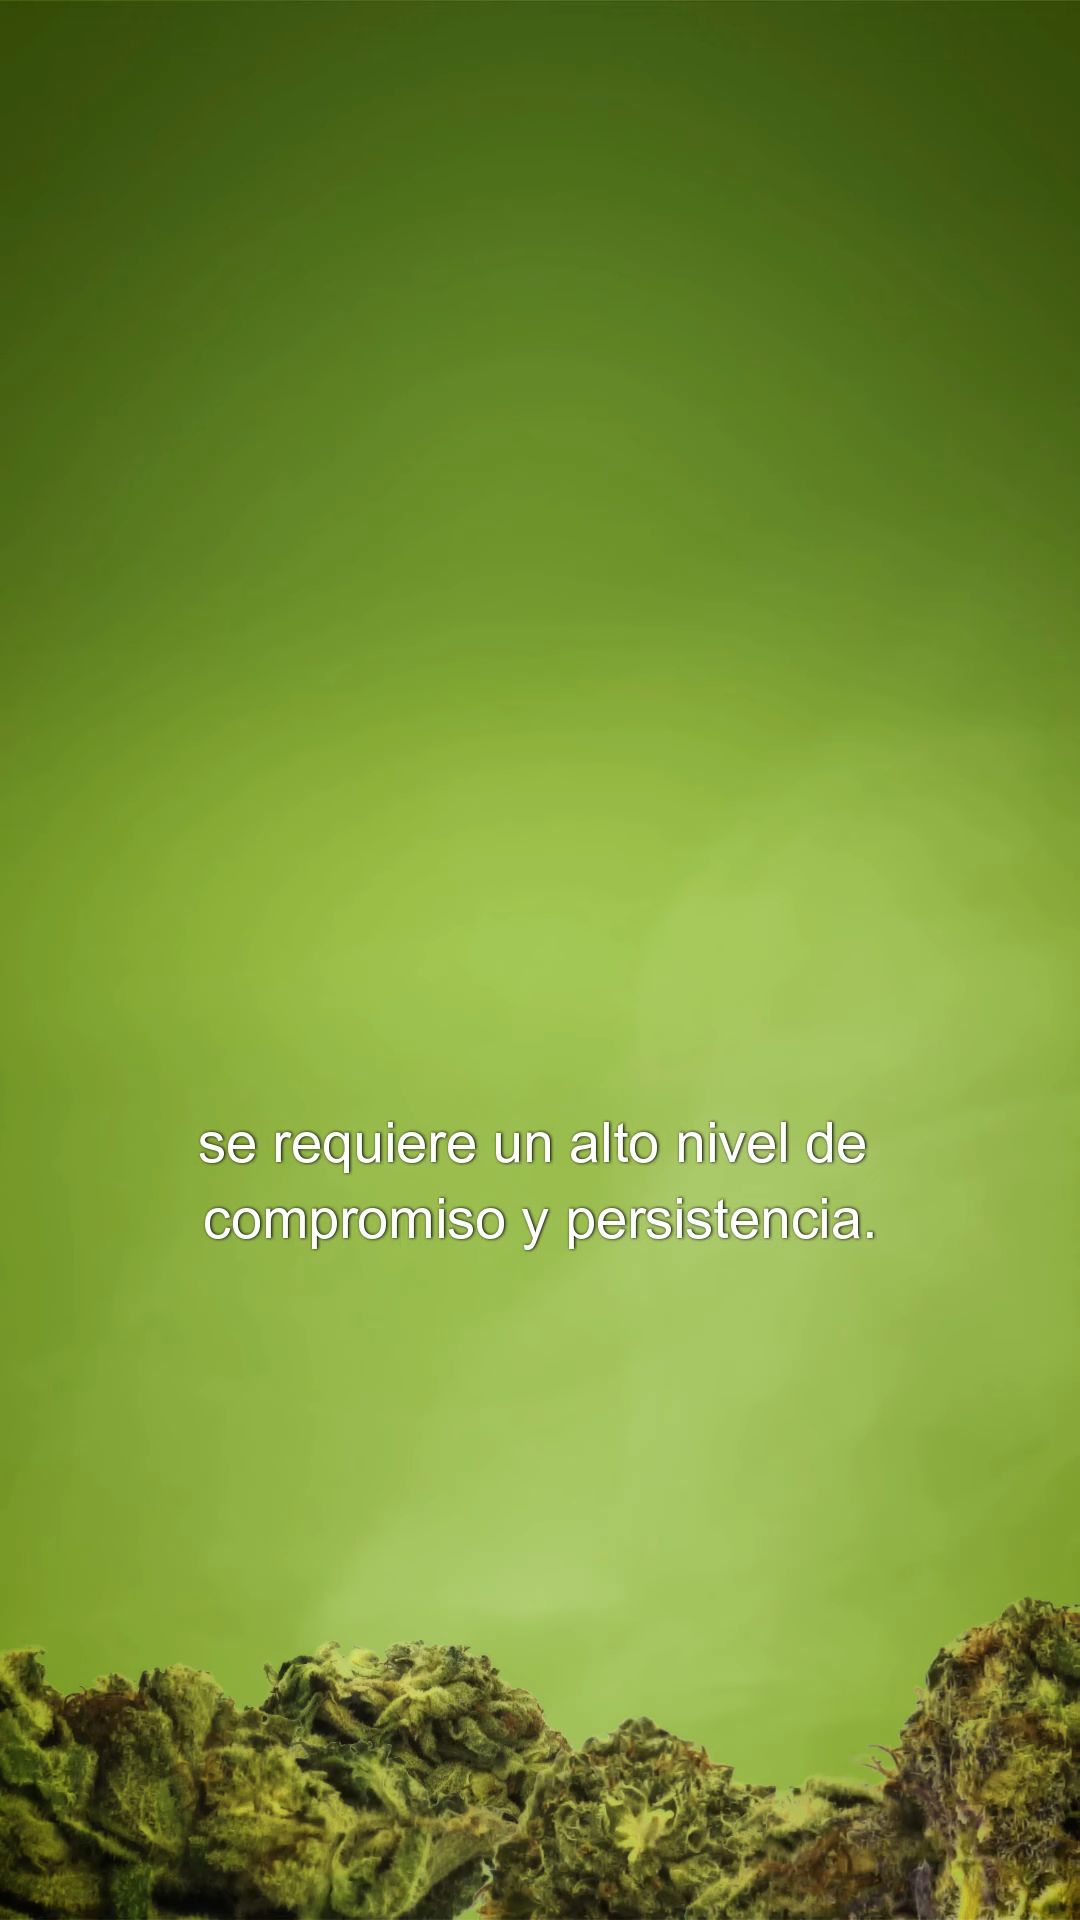 se requiere un alto nivel de
compromiso y persistencia.